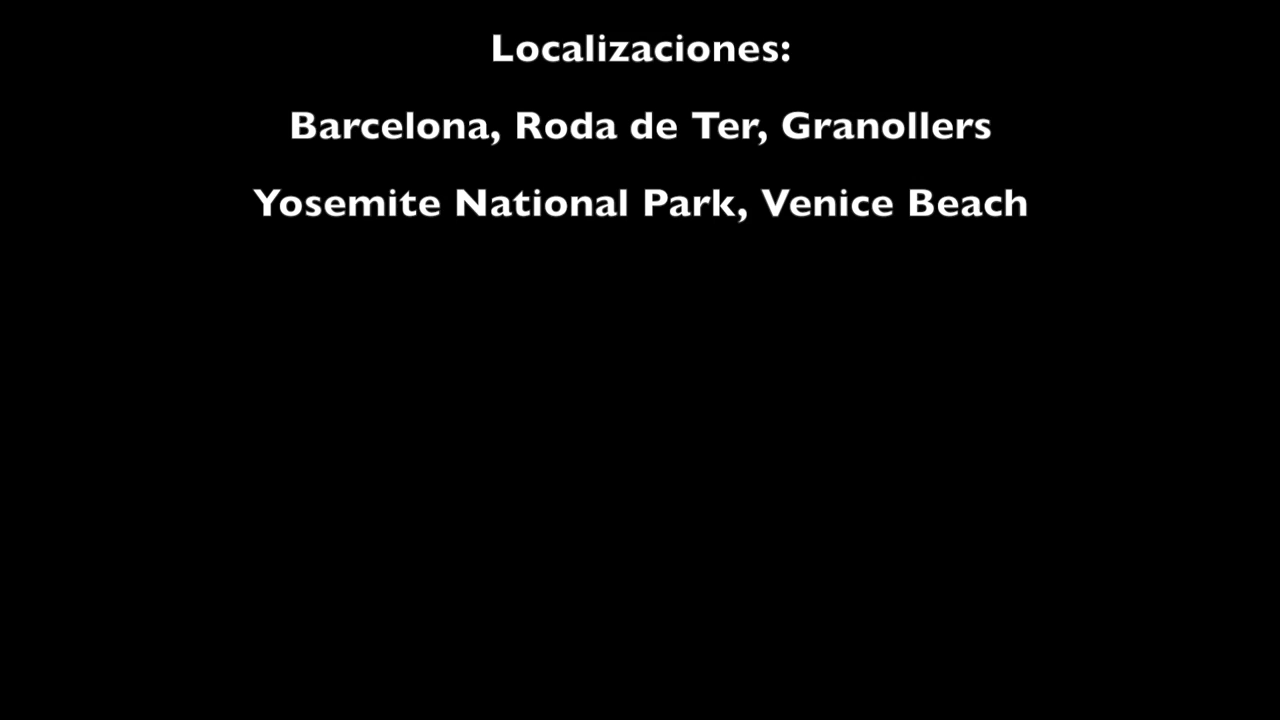 Localizaciones:
Barcelona, Roda de Ter, Granollers
Yosemite National Park, Venice Beach